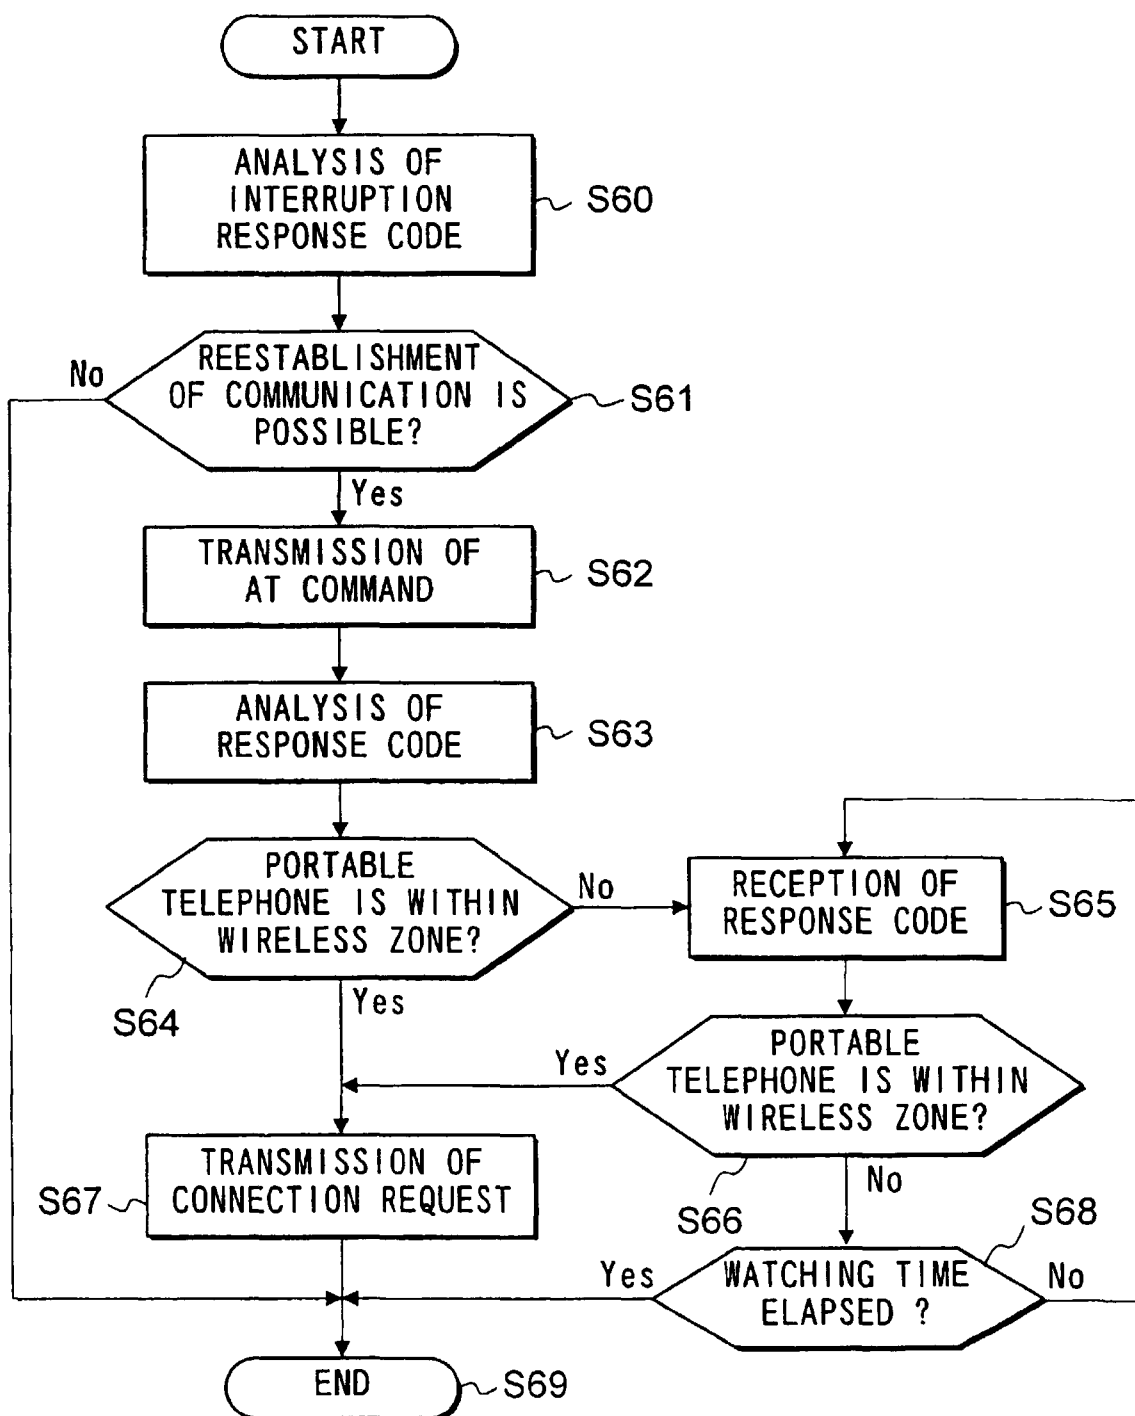 START
ANALYSIS OF
INTERRUPTION
RESPONSE CODE
S60
REESTABLISHMENT
OF COMMUNICATION IS
POSSIBLE?
No
S61
Yes
TRANSMISSION OF
AT COMMAND
S62
ANALYSIS OF
RESPONSE CODE
S63
PORTABLE
TELEPHONE IS WITHIN
WIRELESS ZONE?
No
S64
Yes
RECEPTION OF
RESPONSE CODE
S65
PORTABLE
TELEPHONE IS WITHIN
WIRELESS ZONE?
Yes
S66
No
TRANSMISSION OF
CONNECTION REQUEST
S67
S68
WATCHING TIME
ELAPSED ?
Yes
No
END
S69